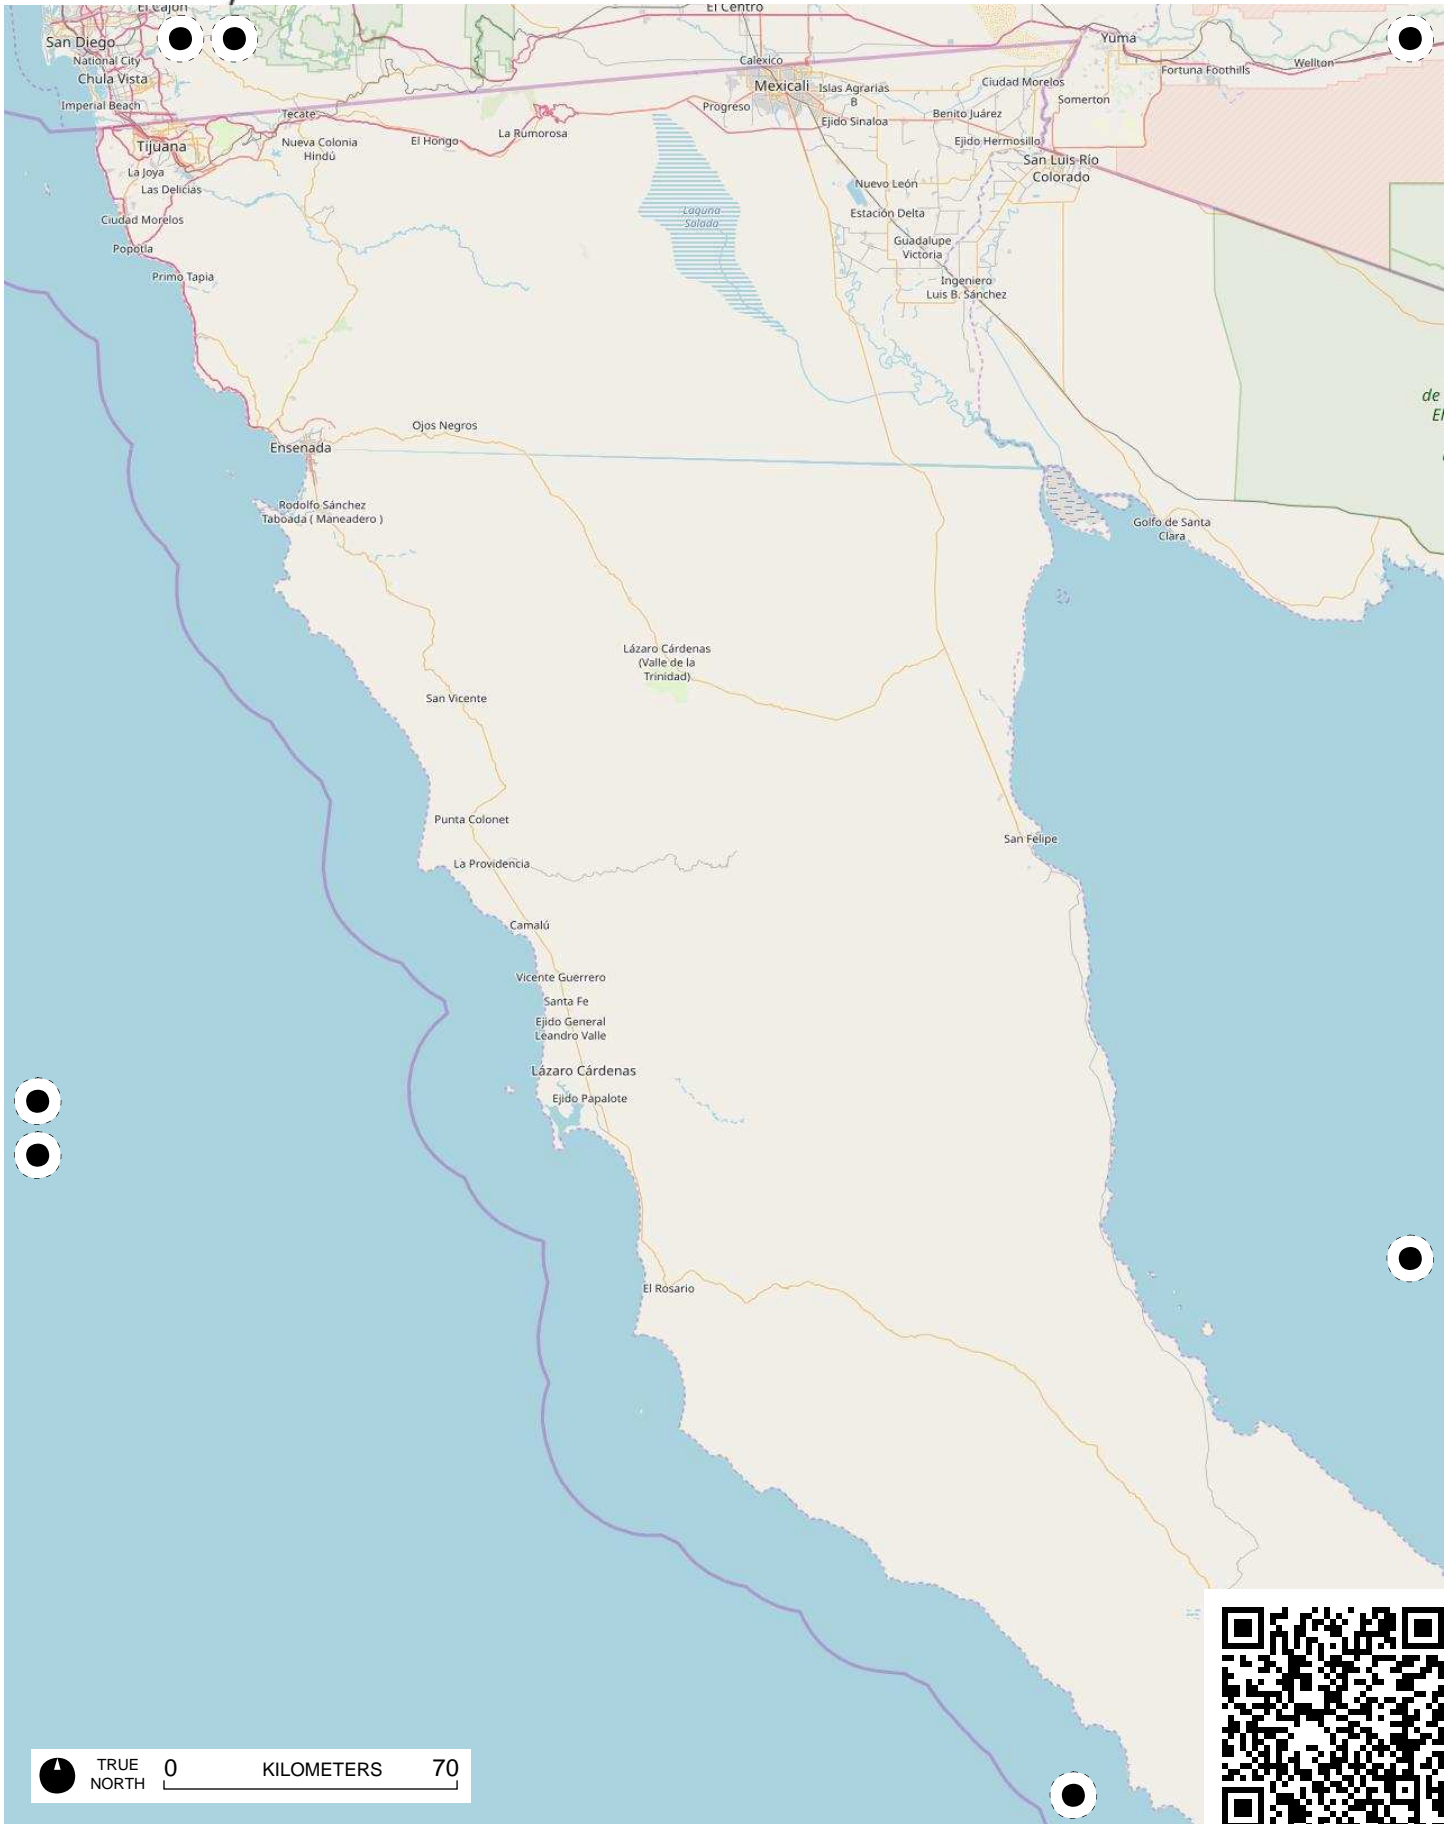 El Cajon
El Centro
San Diego
Yuma
National City
Calexico
Wellton
Fortuna Foothills
Chula Vista
Mexicali
Islas Agrarias
B
Ciudad Morelos
Somerton
Imperial Beach
Progreso
Tecate
Benito Juárez
Ejido Sinaloa
La Rumorosa
Tijuana
Nueva Colonia
Hindú
El Hongo
Ejido Hermosillo
San Luis Río
Colorado
La Joya
Las Delicias
Nuevo León
Ciudad Morelos
Laguna
Salada
Estación Delta
Popotla
Guadalupe
Victoria
Primo Tapia
Ingeniero
Luis B. Sánchez
de
El
Ojos Negros
Ensenada
Rodolfo Sánchez
Taboada ( Maneadero )
Golfo de Santa
Clara
Lázaro Cárdenas
(Valle de la
Trinidad)
San Vicente
Punta Colonet
San Felipe
La Providencia
Camalú
Vicente Guerrero
Santa Fe
Ejido General
Leandro Valle
Lázaro Cárdenas
Ejido Papalote
El Rosario
TRUE
NORTH
0 KILOMETERS 70